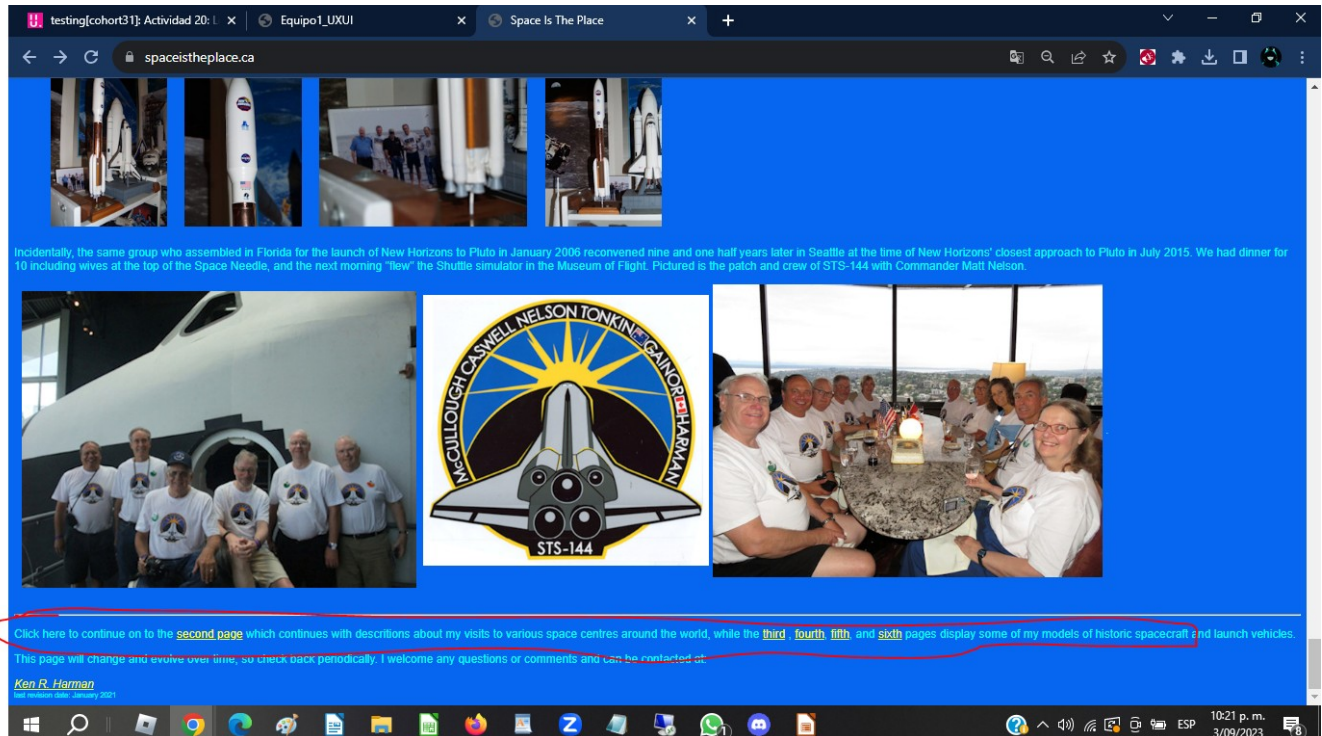 testing[cohort31]: Actividad 20: L
Equipo1_UXUI
Space Is The Place
spaceistheplace.ca
Incidentally, the same group who assembled in Florida for the launch of New Horizons to Pluto in January 2006 reconvened nine and one half years later in Seattle at the time of New Horizons' closest approach to Pluto in July 2015. We had dinner for
10 including wives at the top of the Space Needle, and the next morning "flew" the Shuttle simulator in the Museum of Flight. Pictured is the patch and crew of STS-144 with Commander Matt Nelson.
McCULLOUGH CASWELL NELSON TONKIN GAINOR HARMAN
STS-144
Click here to continue on to the second page which continues with descritions about my visits to various space centres around the world, while the third , fourth, fifth, and sixth pages display some of my models of historic spacecraft and launch vehicles.
This page will change and evolve over time, so check back periodically. I welcome any questions or comments and can be contacted at:
Ken R. Harman
last revision date: January 2021
ESP
10:21 p. m.
3/09/2023
8